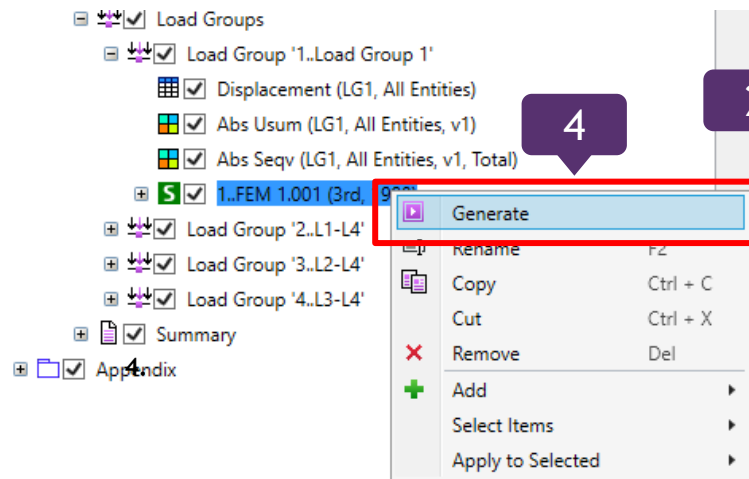 Load Groups
Load Group '1..Load Group 1'
Displacement (LG1, All Entities)
Abs Usum (LG1, All Entities, v1)
Abs Seqv (LG1, All Entities, v1, Total)
4
1..FEM 1.001 (3rd,
Generate
Load Group '2..L1-L4'
Rename F2
Load Group '3..L2-L4'
Copy Ctrl + C
Load Group '4..L3-L4'
Cut Ctrl + X
Summary
Remove Del
4.
Appendix
Add
Select Items
Apply to Selected